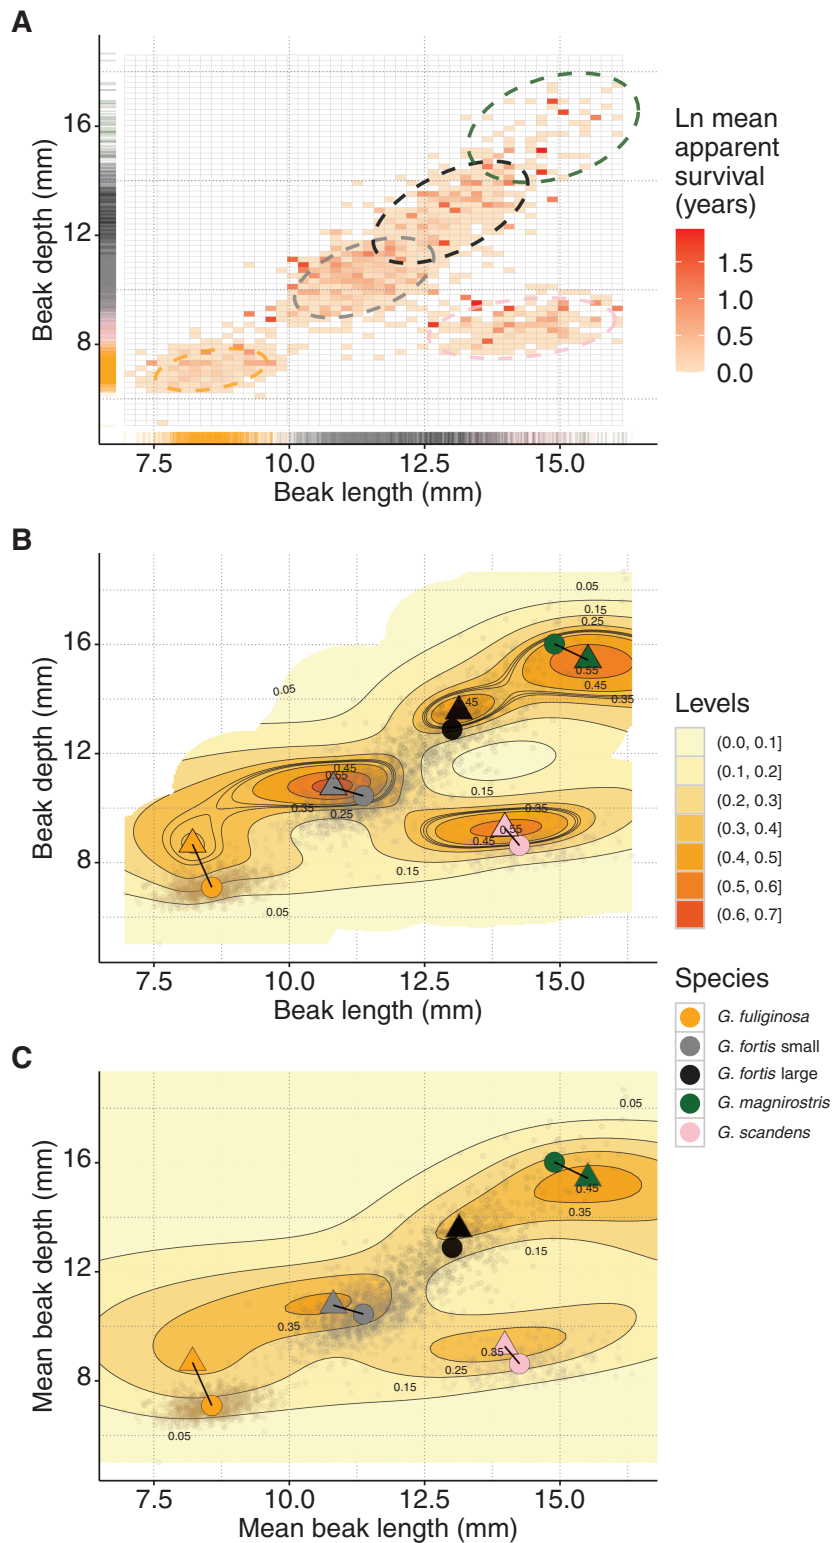 A
Beak depth (mm)
16
12
8
7.5 10.0 12.5 15.0
Beak length (mm)
Ln mean
apparent
survival
(years)
1.5
1.0
0.5
0.0
B
Beak depth (mm)
16
12
8
0.05
0.15
0.25
0.55
0.45
0.35
0.05
0.45
0.45
0.55
0.35
0.25
0.15
0.35
0.55
0.45
0.15
0.05
7.5 10.0 12.5 15.0
Beak length (mm)
Levels
(0.0, 0.1]
(0.1, 0.2]
(0.2, 0.3]
(0.3, 0.4]
(0.4, 0.5]
(0.5, 0.6]
(0.6, 0.7]
Species
G. fuliginosa
G. fortis small
G. fortis large
G. magnirostris
G. scandens
C
Mean beak depth (mm)
16
12
8
0.05
0.45
0.35
0.15
0.35
0.35
0.25
0.15
0.05
7.5 10.0 12.5 15.0
Mean beak length (mm)